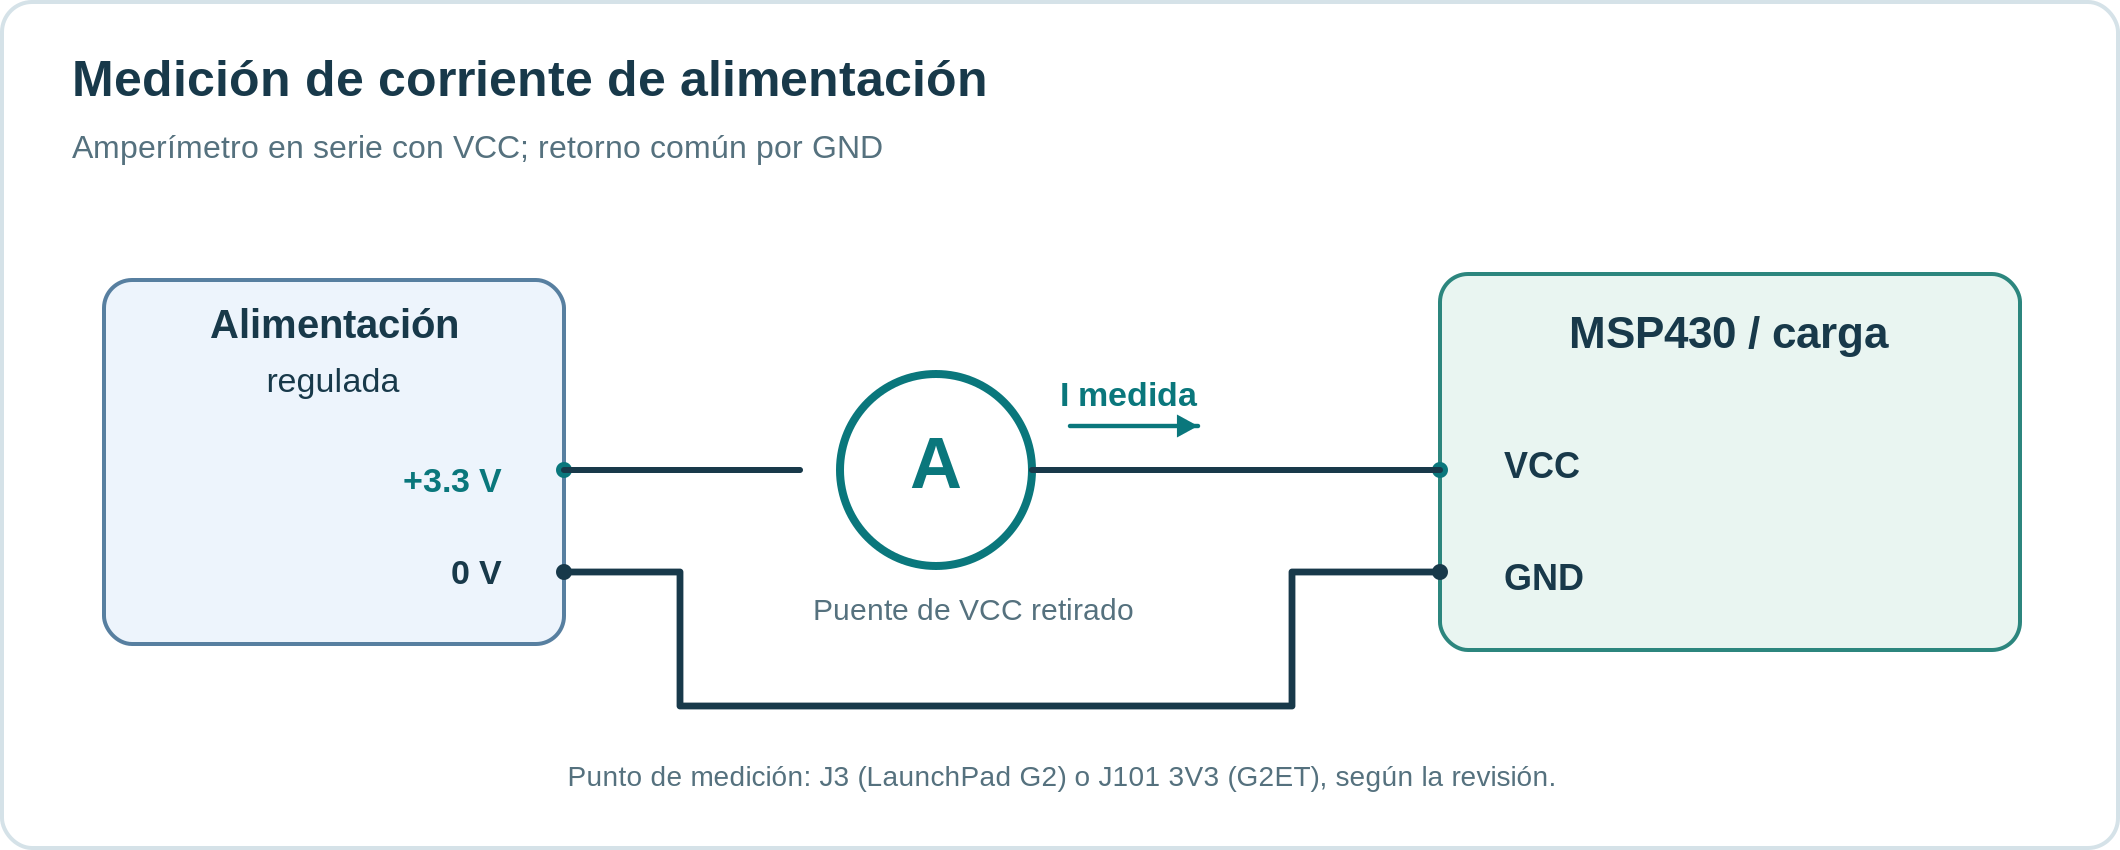 Medición de corriente de alimentación
Amperímetro en serie con VCC; retorno común por GND
Alimentación
regulada
+3.3 V
0 V
A
I medida
Puente de VCC retirado
MSP430 / carga
VCC
GND
Punto de medición: J3 (LaunchPad G2) o J101 3V3 (G2ET), según la revisión.